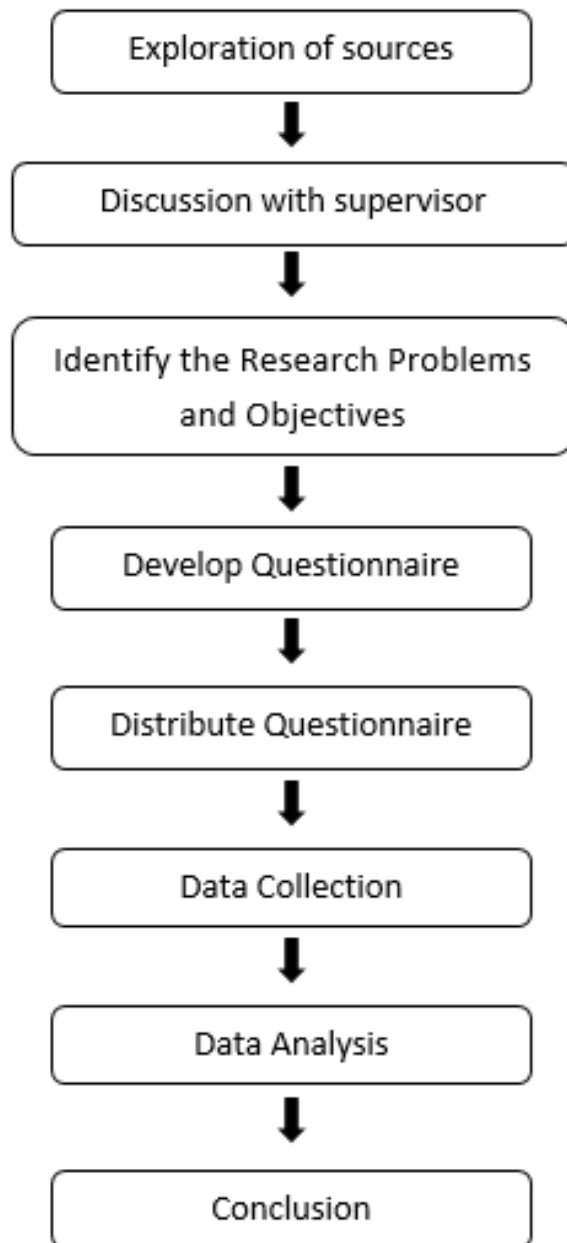 Exploration of sources
Discussion with supervisor
Identify the Research Problems
and Objectives
Develop Questionnaire
Distribute Questionnaire
Data Collection
Data Analysis
Conclusion